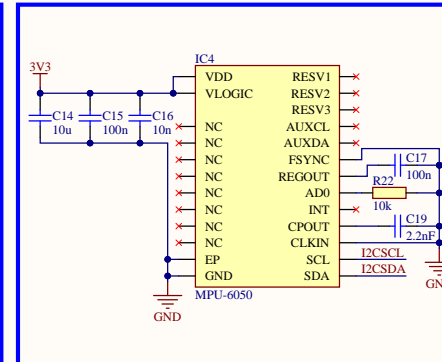 IC4
3V3
VDD
RESV1
VLOGIC
RESV2
RESV3
C14
10u
C15
100n
C16
10n
NC
AUXCL
NC
AUXDA
NC
FSYNC
C17
100n
NC
REGOUT
NC
AD0
R22
10k
NC
INT
NC
CPOUT
C19
2.2nF
NC
CLKIN
EP
SCL
I2CSCL
GND
SDA
I2CSDA
MPU-6050
GND